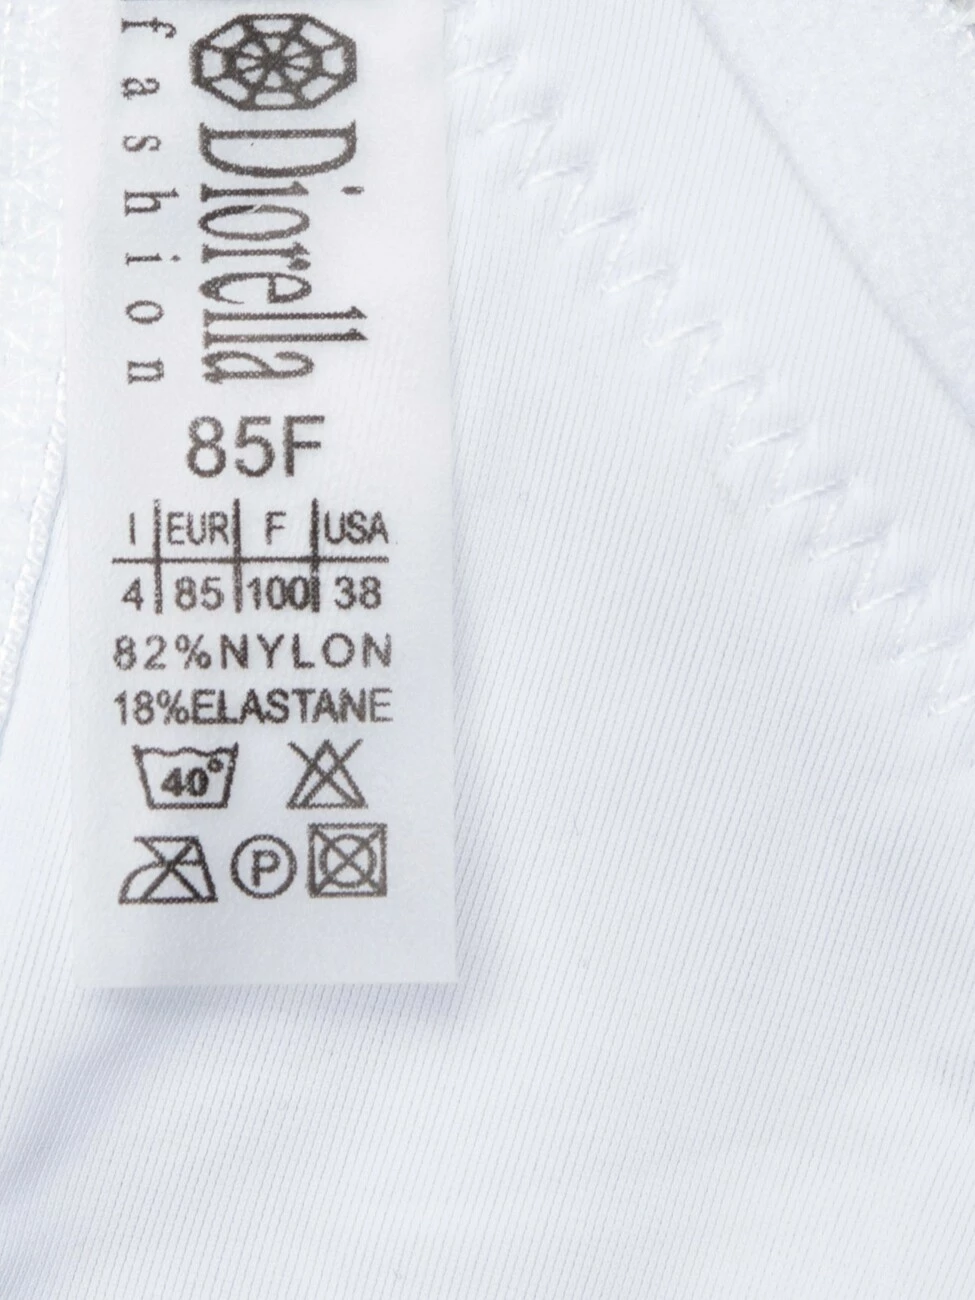 Diorella
fashion
85F
I EUR F USA
4 85 100 38
82%NYLON
18%ELASTANE
40°
P